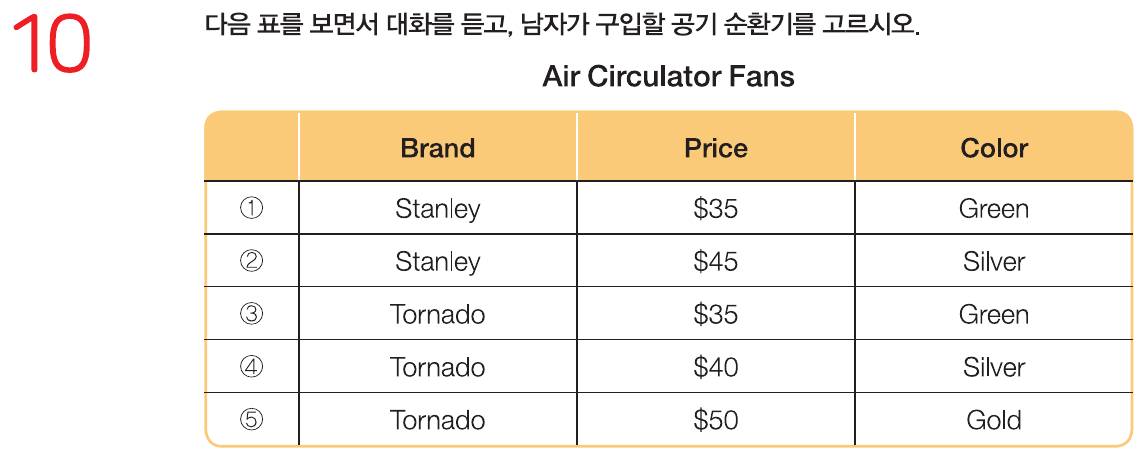 10
다음 표를 보면서 대화를 듣고, 남자가 구입할 공기 순환기를 고르시오.
Air Circulator Fans
Brand Price Color
① Stanley $35 Green
② Stanley $45 Silver
③ Tornado $35 Green
④ Tornado $40 Silver
⑤ Tornado $50 Gold